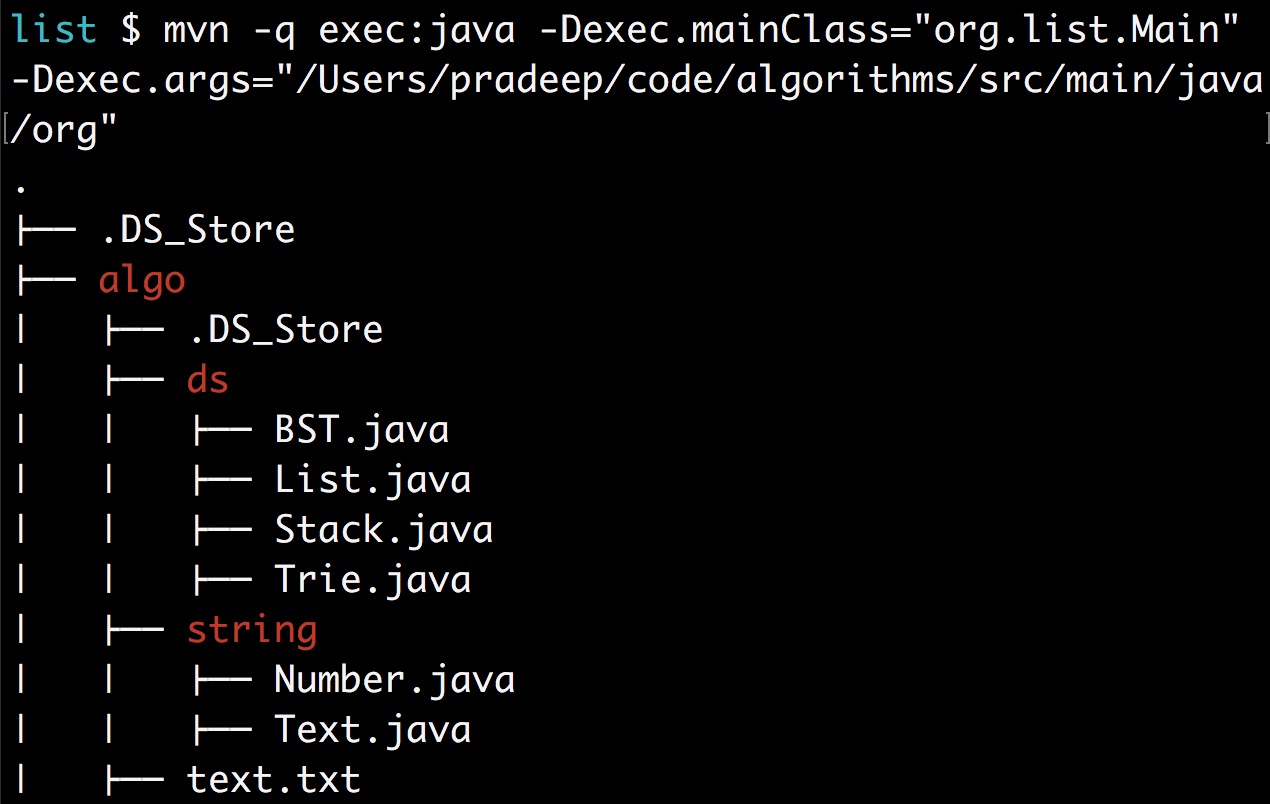 list $ mvn -q exec:java -Dexec.mainClass="org.list.Main"
-Dexec.args="/Users/pradeep/code/algorithms/src/main/java
[/org" ]
.
├── .DS_Store
├── algo
|   ├── .DS_Store
|   ├── ds
|   |   ├── BST.java
|   |   ├── List.java
|   |   ├── Stack.java
|   |   ├── Trie.java
|   ├── string
|   |   ├── Number.java
|   |   ├── Text.java
|   ├── text.txt